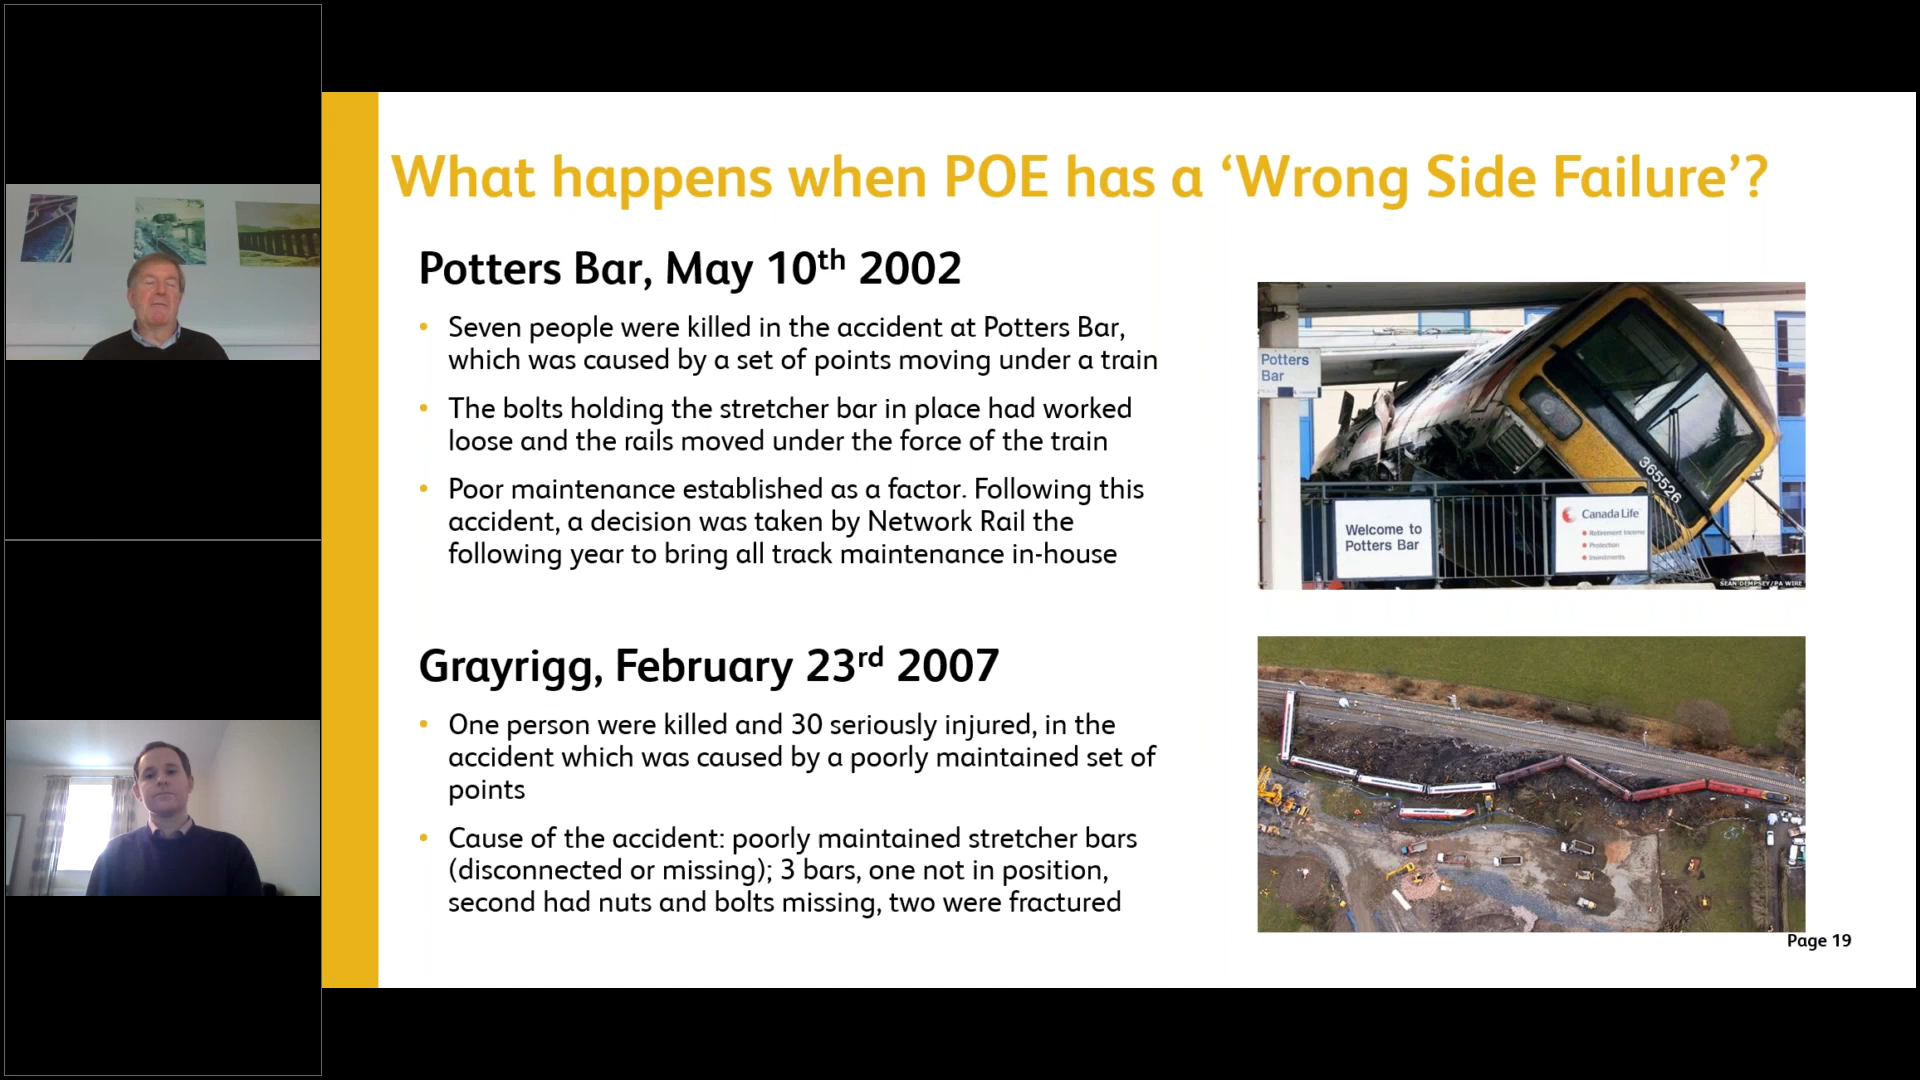 What happens when POE has a ‘Wrong Side Failure’?
Potters Bar, May 10th 2002
• Seven people were killed in the accident at Potters Bar,
which was caused by a set of points moving under a train
• The bolts holding the stretcher bar in place had worked
loose and the rails moved under the force of the train
• Poor maintenance established as a factor. Following this
accident, a decision was taken by Network Rail the
following year to bring all track maintenance in-house
Potters
Bar
365526
Welcome to
Potters Bar
Canada Life
• Retirement Income
• Protection
• Investments
SEAN DEMPSEY/PA WIRE
Grayrigg, February 23rd 2007
• One person were killed and 30 seriously injured, in the
accident which was caused by a poorly maintained set of
points
• Cause of the accident: poorly maintained stretcher bars
(disconnected or missing); 3 bars, one not in position,
second had nuts and bolts missing, two were fractured
Page 19